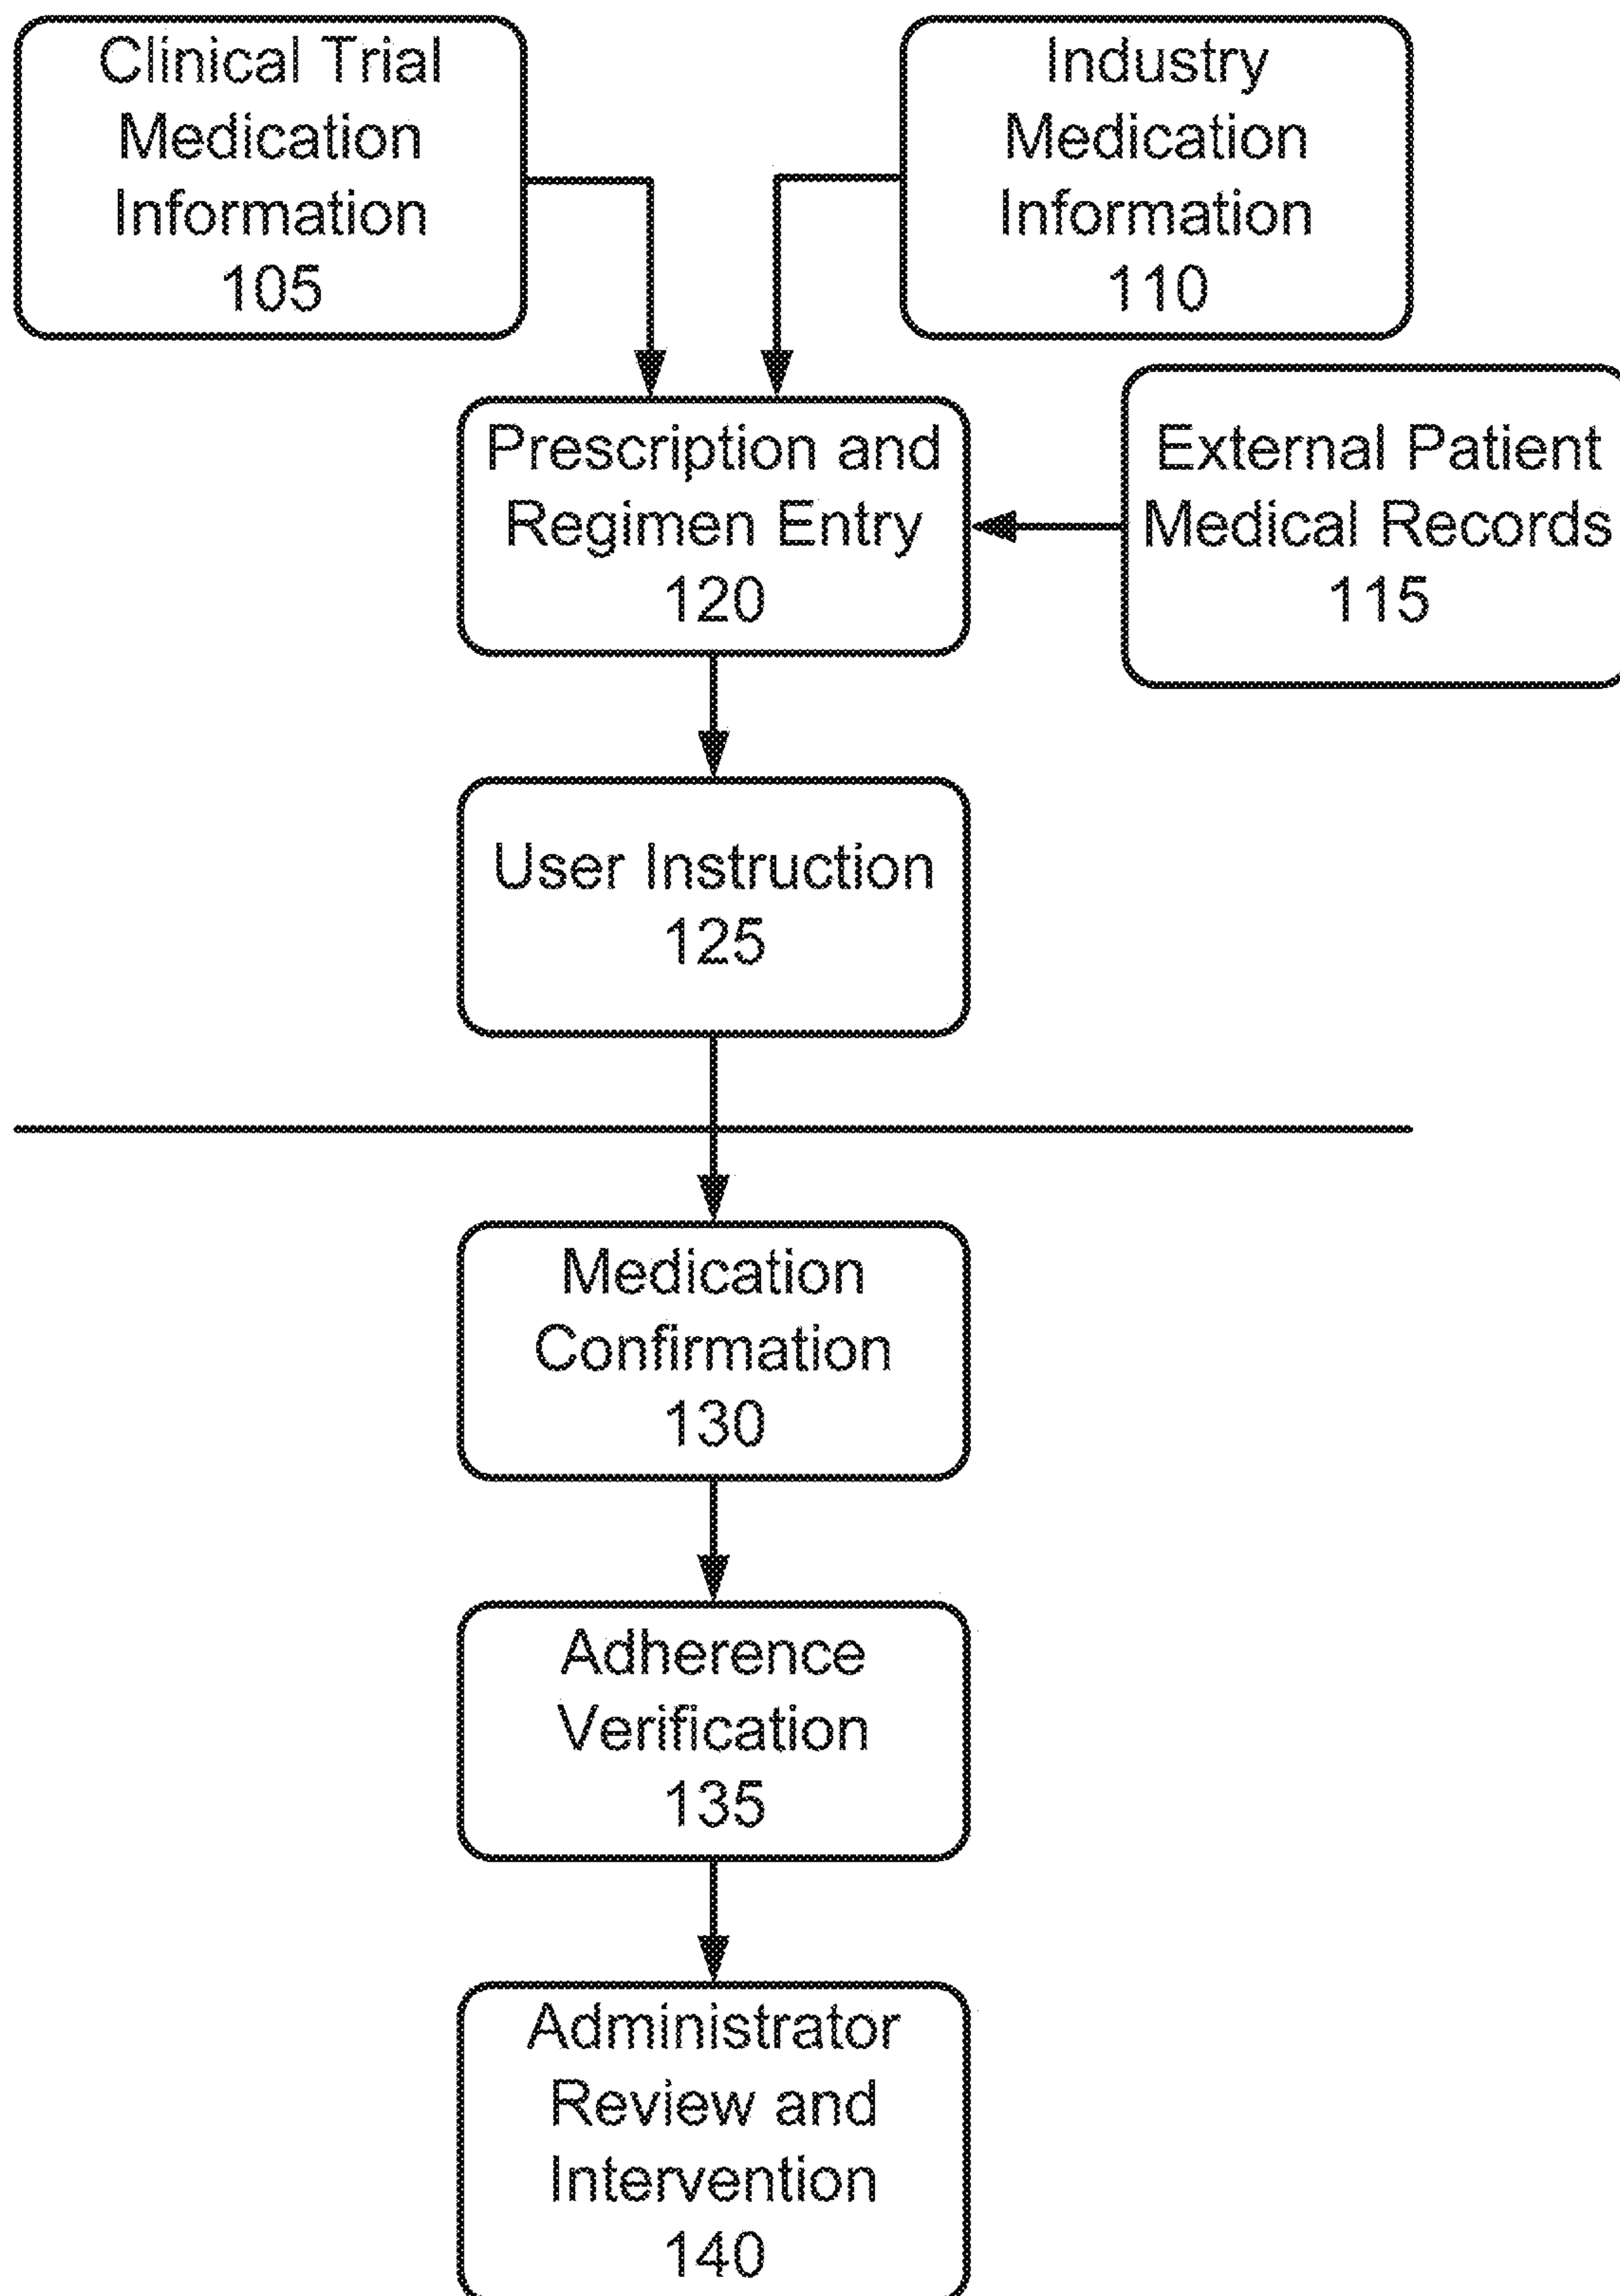 Clinical Trial
Medication
Information
105
Industry
Medication
Information
110
Prescription and
Regimen Entry
120
External Patient
Medical Records
115
User Instruction
125
Medication
Confirmation
130
Adherence
Verification
135
Administrator
Review and
Intervention
140